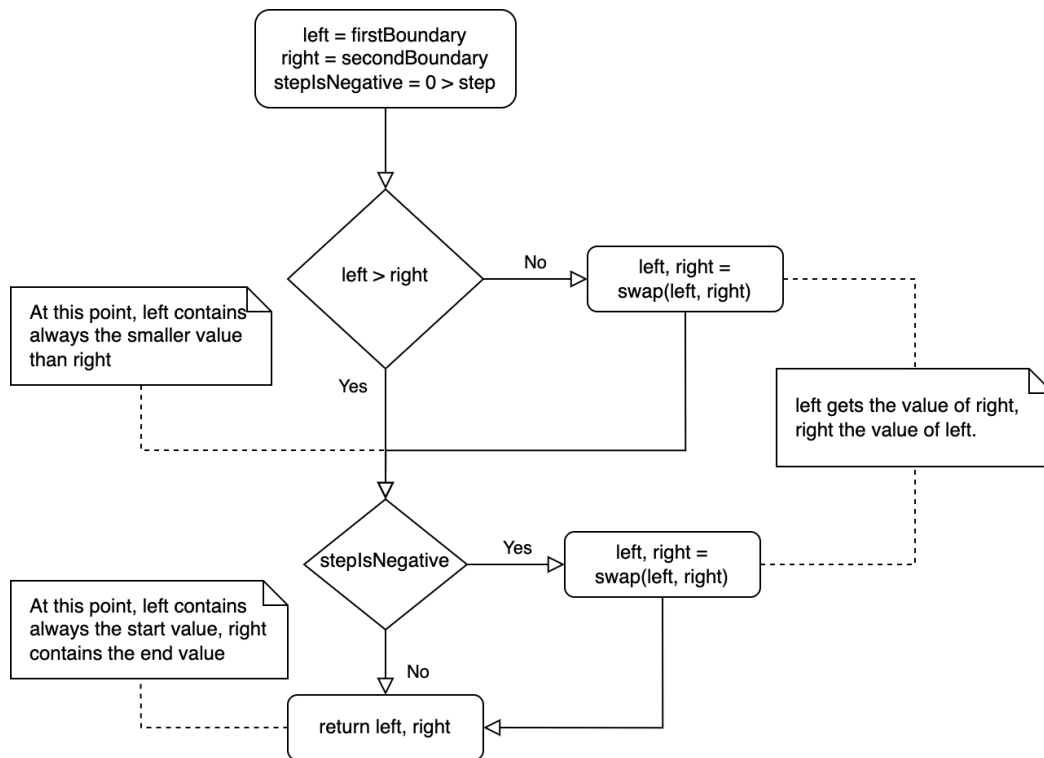 left = firstBoundary
right = secondBoundary
stepIsNegative = 0 > step
left > right
No
left, right =
swap(left, right)
At this point, left contains
always the smaller value
than right
Yes
left gets the value of right,
right the value of left.
stepIsNegative
Yes
left, right =
swap(left, right)
At this point, left contains
always the start value, right
contains the end value
No
return left, right